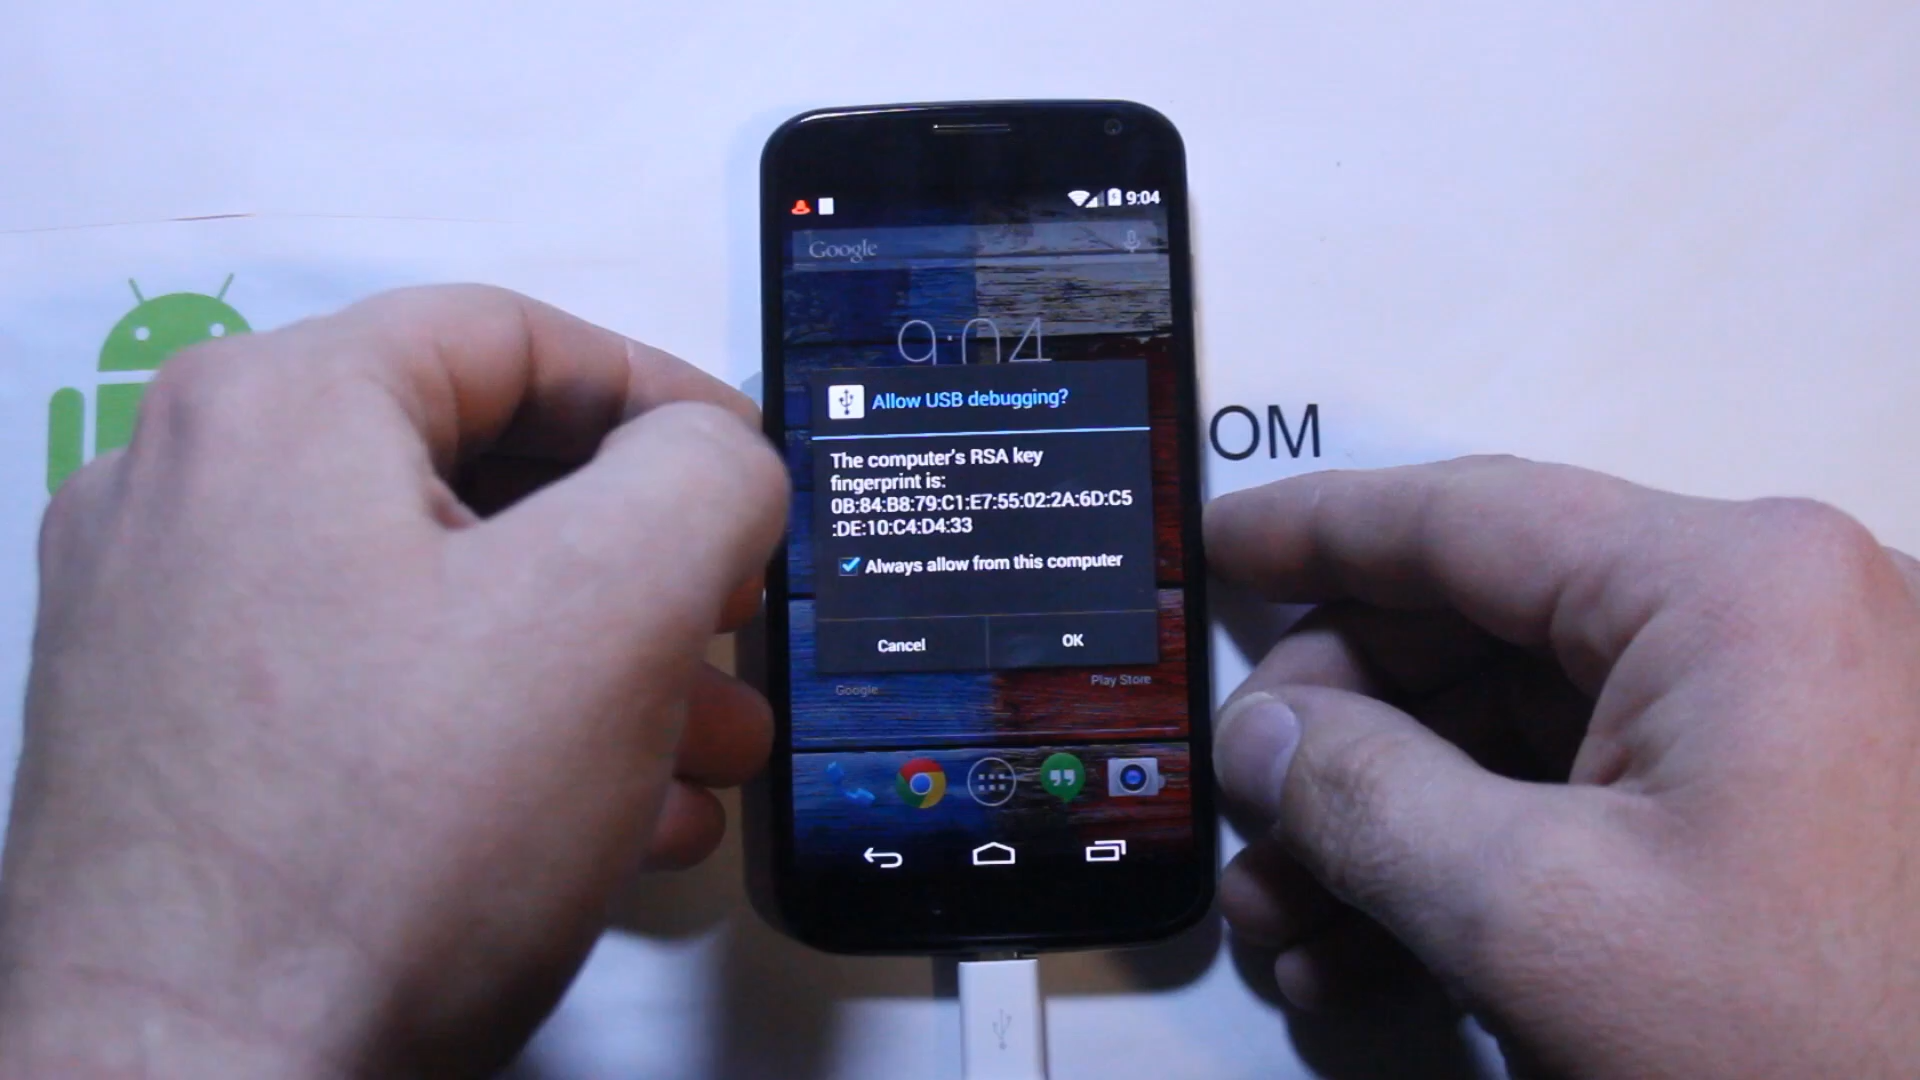 9:04
Google
9:04
Allow USB debugging?
The computer's RSA key
fingerprint is:
0B:84:B8:79:C1:E7:55:02:2A:6D:C5
:DE:10:C4:D4:33
Always allow from this computer
Cancel
OK
Google
Play Store
OM